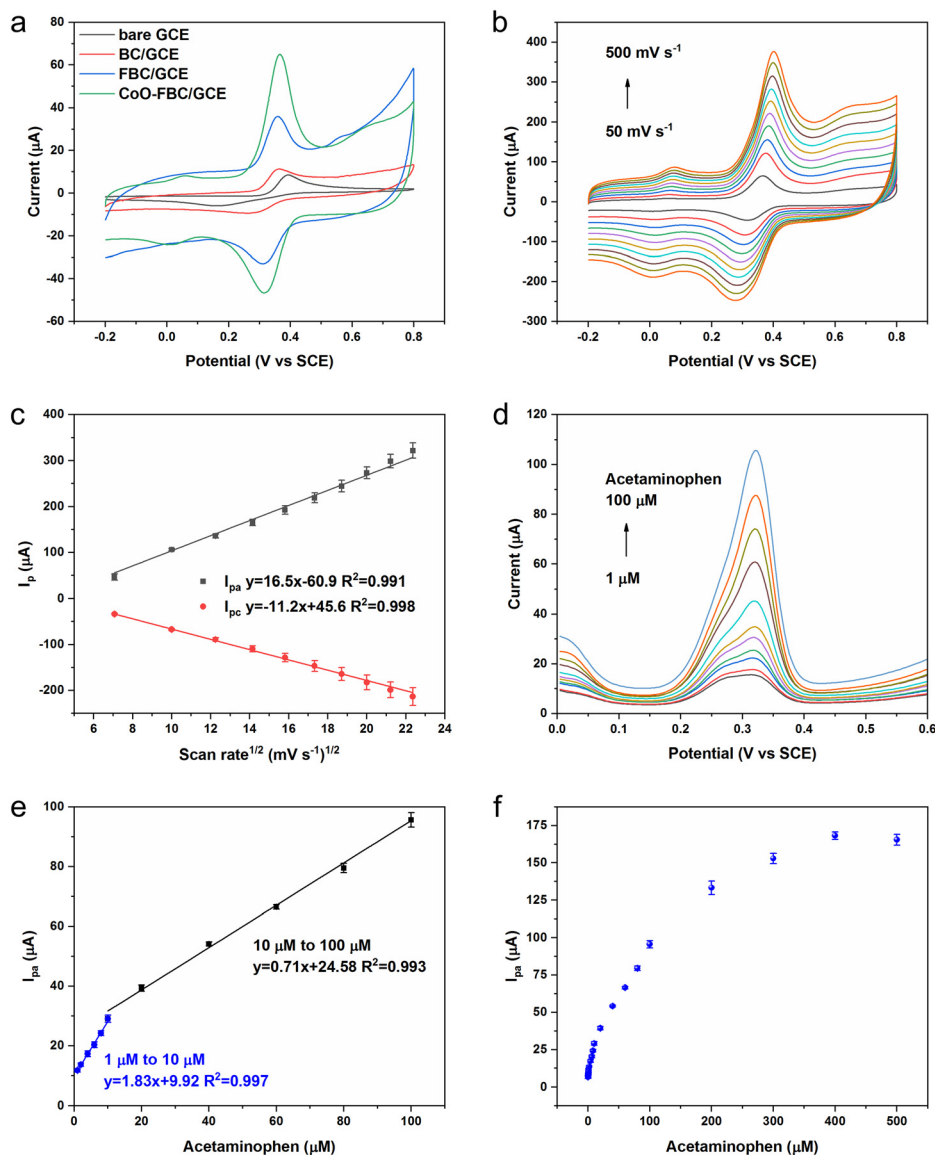 a
80
60
40
20
0
-20
-40
-60
Current (µA)
bare GCE
BC/GCE
FBC/GCE
CoO-FBC/GCE
-0.2 0.0 0.2 0.4 0.6 0.8
Potential (V vs SCE)
b
500
400
300
200
100
0
-100
-200
-300
Current (µA)
500 mV s⁻¹
50 mV s⁻¹
-0.2 0.0 0.2 0.4 0.6 0.8
Potential (V vs SCE)
c
400
300
200
100
0
-100
-200
Ip (µA)
Ipa y=16.5x-60.9 R²=0.991
Ipc y=-11.2x+45.6 R²=0.998
6 8 10 12 14 16 18 20 22 24
Scan rate¹ᐟ² (mV s⁻¹)¹ᐟ²
d
120
100
80
60
40
20
0
Current (µA)
Acetaminophen
100 µM
1 µM
0.0 0.1 0.2 0.3 0.4 0.5 0.6
Potential (V vs SCE)
e
100
80
60
40
20
0
Ipa (µA)
10 µM to 100 µM
y=0.71x+24.58 R²=0.993
1 µM to 10 µM
y=1.83x+9.92 R²=0.997
0 20 40 60 80 100
Acetaminophen (µM)
f
175
150
125
100
75
50
25
0
Ipa (µA)
0 100 200 300 400 500
Acetaminophen (µM)